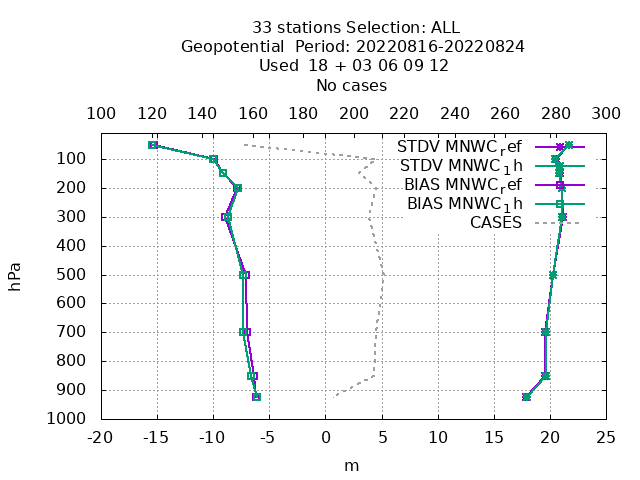 33 stations Selection: ALL
Geopotential  Period: 20220816-20220824
Used  18 + 03 06 09 12
No cases
100 120 140 160 180 200 220 240 260 280 300
STDV MNWC_ref
STDV MNWC_1h
BIAS MNWC_ref
BIAS MNWC_1h
CASES
hPa
100
200
300
400
500
600
700
800
900
1000
-20 -15 -10 -5 0 5 10 15 20 25
m